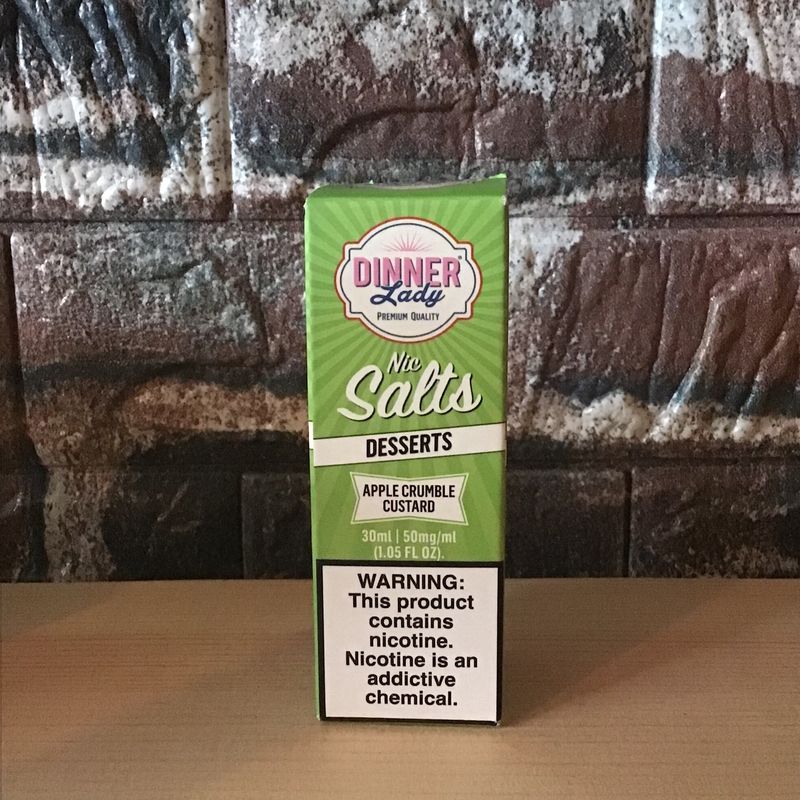 DINNER
Lady
PREMIUM QUALITY
Nic
Salts
DESSERTS
APPLE CRUMBLE
CUSTARD
30ml | 50mg/ml
(1.05 FL OZ).
WARNING:
This product
contains
nicotine.
Nicotine is an
addictive
chemical.